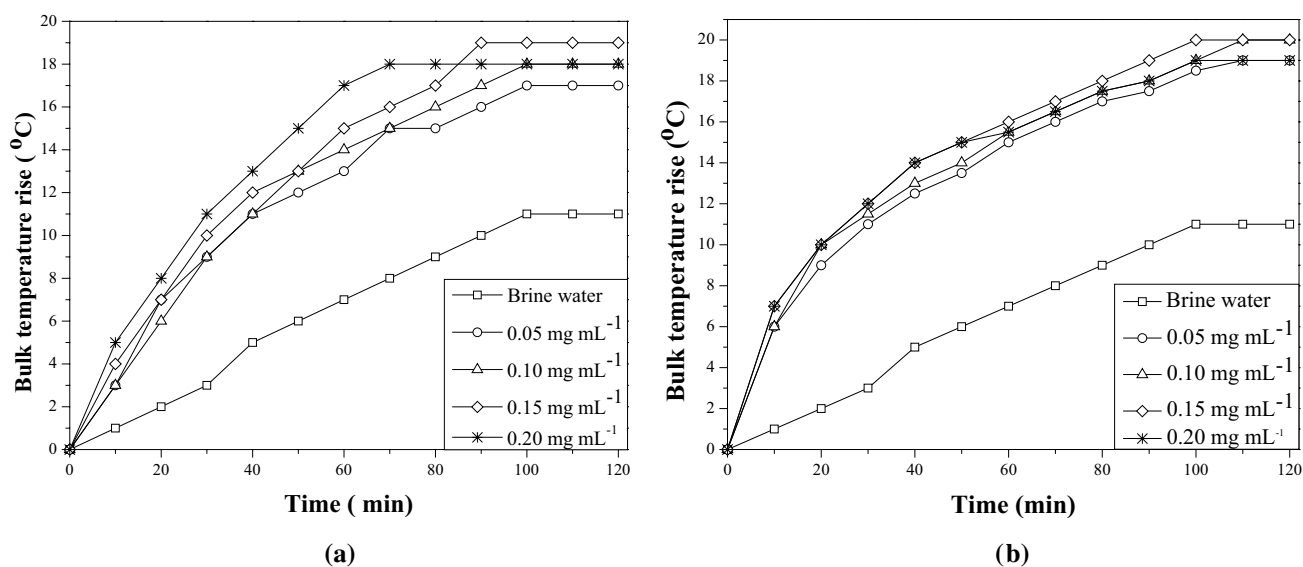 20
18
16
14
12
10
8
6
4
2
0
Bulk temperature rise ( ⁰C)
0 20 40 60 80 100 120
Time ( min)
Brine water
0.05 mg mL⁻¹
0.10 mg mL⁻¹
0.15 mg mL⁻¹
0.20 mg mL⁻¹
(a)
20
18
16
14
12
10
8
6
4
2
0
Bulk temperature rise (⁰C)
0 20 40 60 80 100 120
Time (min)
Brine water
0.05 mg mL⁻¹
0.10 mg mL⁻¹
0.15 mg mL⁻¹
0.20 mg mL⁻¹
(b)